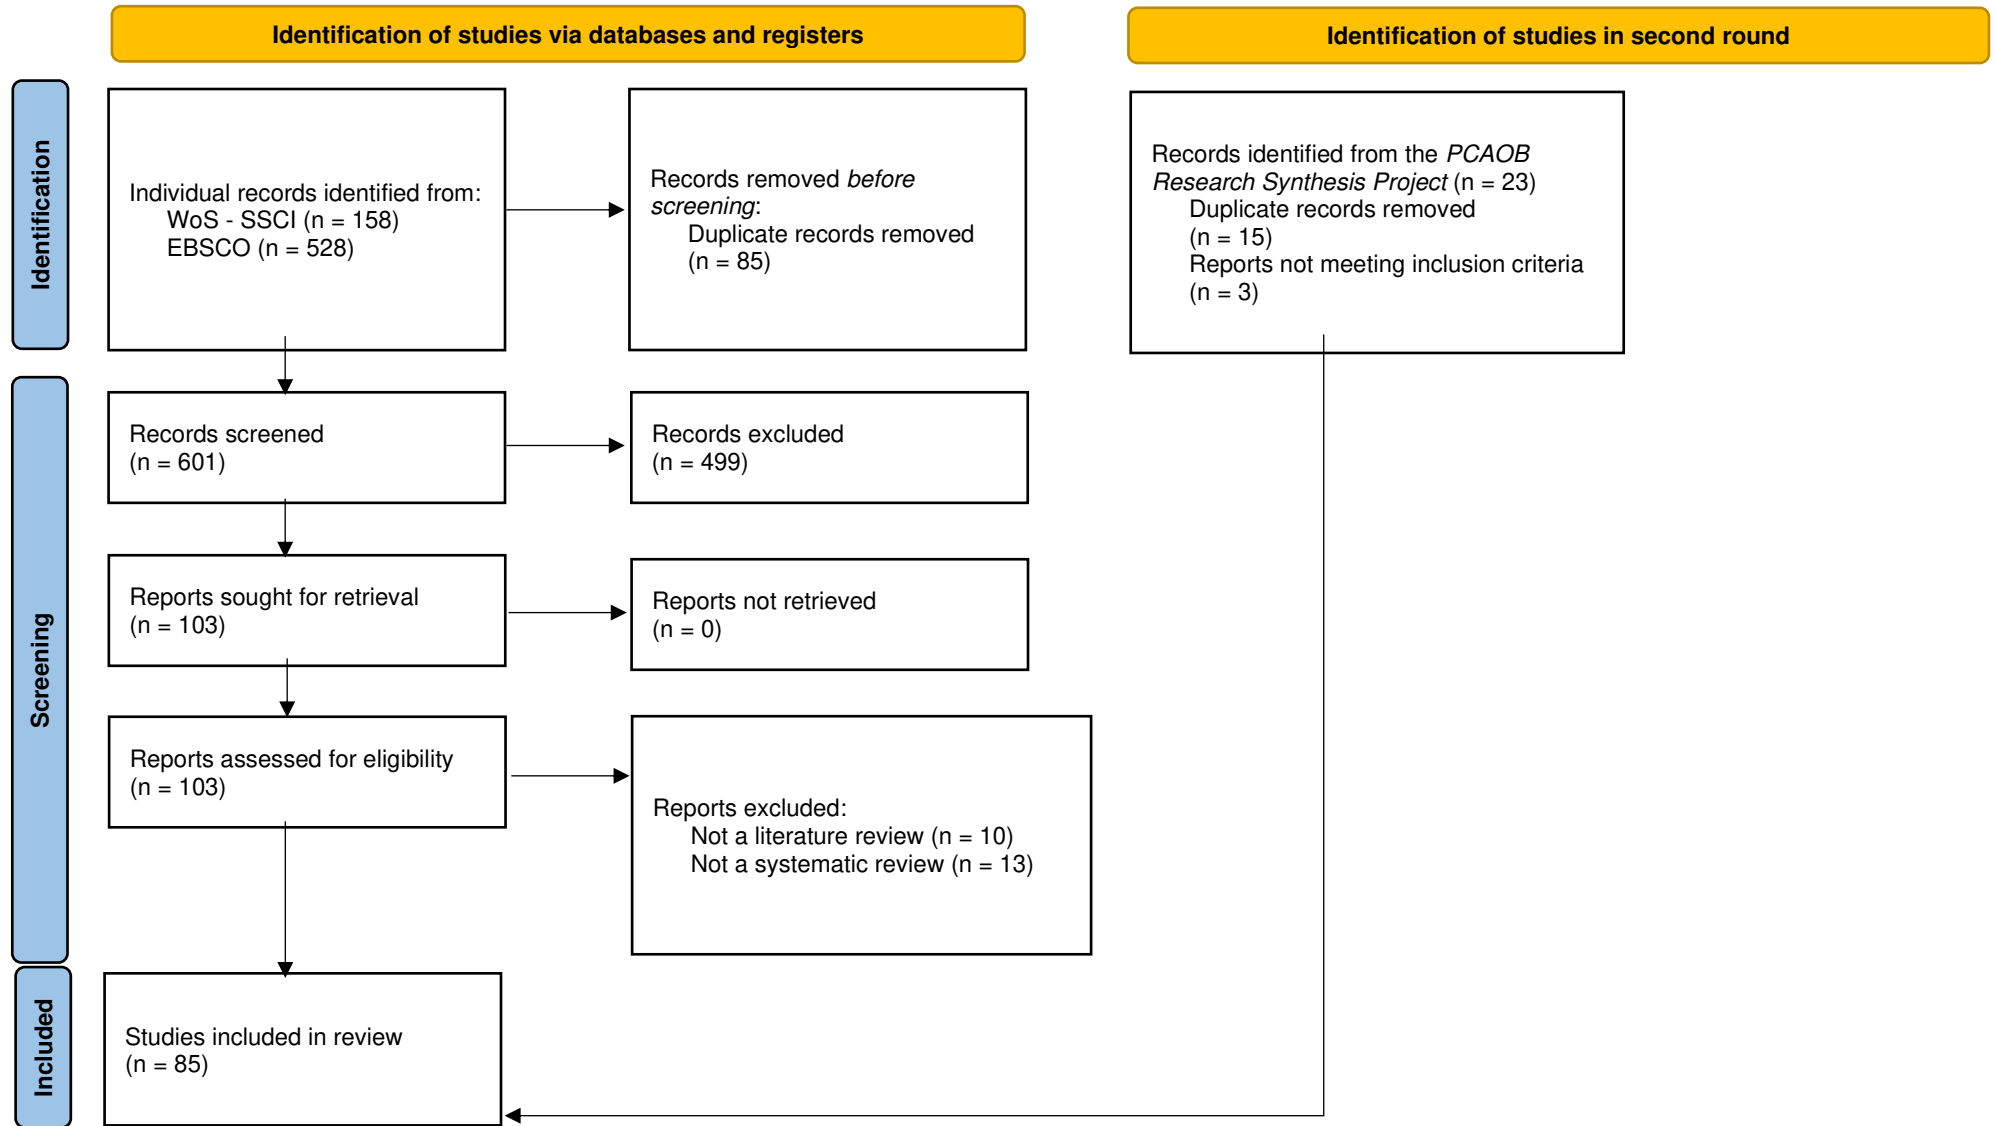 Identification of studies via databases and registers
Identification of studies in second round
Identification
Individual records identified from:
WoS - SSCI (n = 158)
EBSCO (n = 528)
Records removed before
screening:
Duplicate records removed
(n = 85)
Records identified from the PCAOB
Research Synthesis Project (n = 23)
Duplicate records removed
(n = 15)
Reports not meeting inclusion criteria
(n = 3)
Screening
Records screened
(n = 601)
Records excluded
(n = 499)
Reports sought for retrieval
(n = 103)
Reports not retrieved
(n = 0)
Reports assessed for eligibility
(n = 103)
Reports excluded:
Not a literature review (n = 10)
Not a systematic review (n = 13)
Included
Studies included in review
(n = 85)